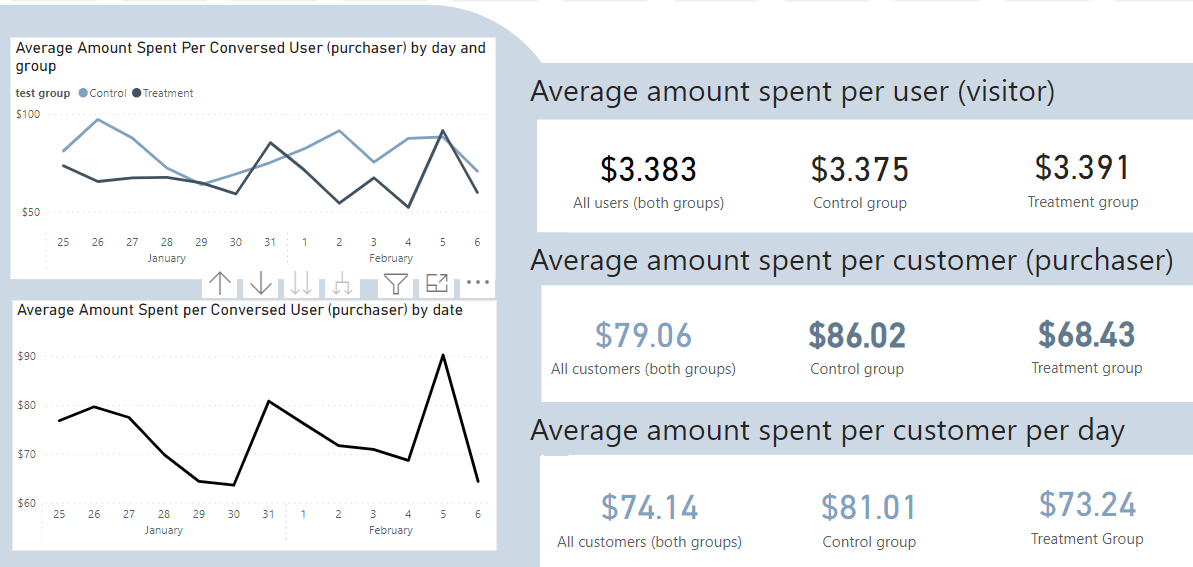 Average Amount Spent Per Conversed User (purchaser) by day and
group
test group Control Treatment
$100
$50
25 26 27 28 29 30 31 1 2 3 4 5 6
January February
Average Amount Spent per Conversed User (purchaser) by date
$90
$80
$70
$60
25 26 27 28 29 30 31 1 2 3 4 5 6
January February
Average amount spent per user (visitor)
$3.383 $3.375 $3.391
All users (both groups) Control group Treatment group
Average amount spent per customer (purchaser)
$79.06 $86.02 $68.43
All customers (both groups) Control group Treatment group
Average amount spent per customer per day
$74.14 $81.01 $73.24
All customers (both groups) Control group Treatment Group